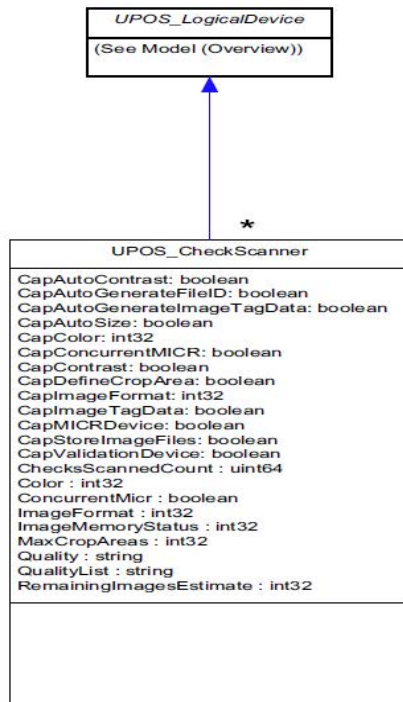 UPOS_LogicalDevice
(See Model (Overview))
*
UPOS_CheckScanner
CapAutoContrast: boolean
CapAutoGenerateFileID: boolean
CapAutoGenerateImageTagData: boolean
CapAutoSize: boolean
CapColor: int32
CapConcurrentMICR: boolean
CapContrast: boolean
CapDefineCropArea: boolean
CapImageFormat: int32
CapImageTagData: boolean
CapMICRDevice: boolean
CapStoreImageFiles: boolean
CapValidationDevice: boolean
ChecksScannedCount : uint64
Color : int32
ConcurrentMicr : boolean
ImageFormat : int32
ImageMemoryStatus : int32
MaxCropAreas : int32
Quality : string
QualityList : string
RemainingImagesEstimate : int32